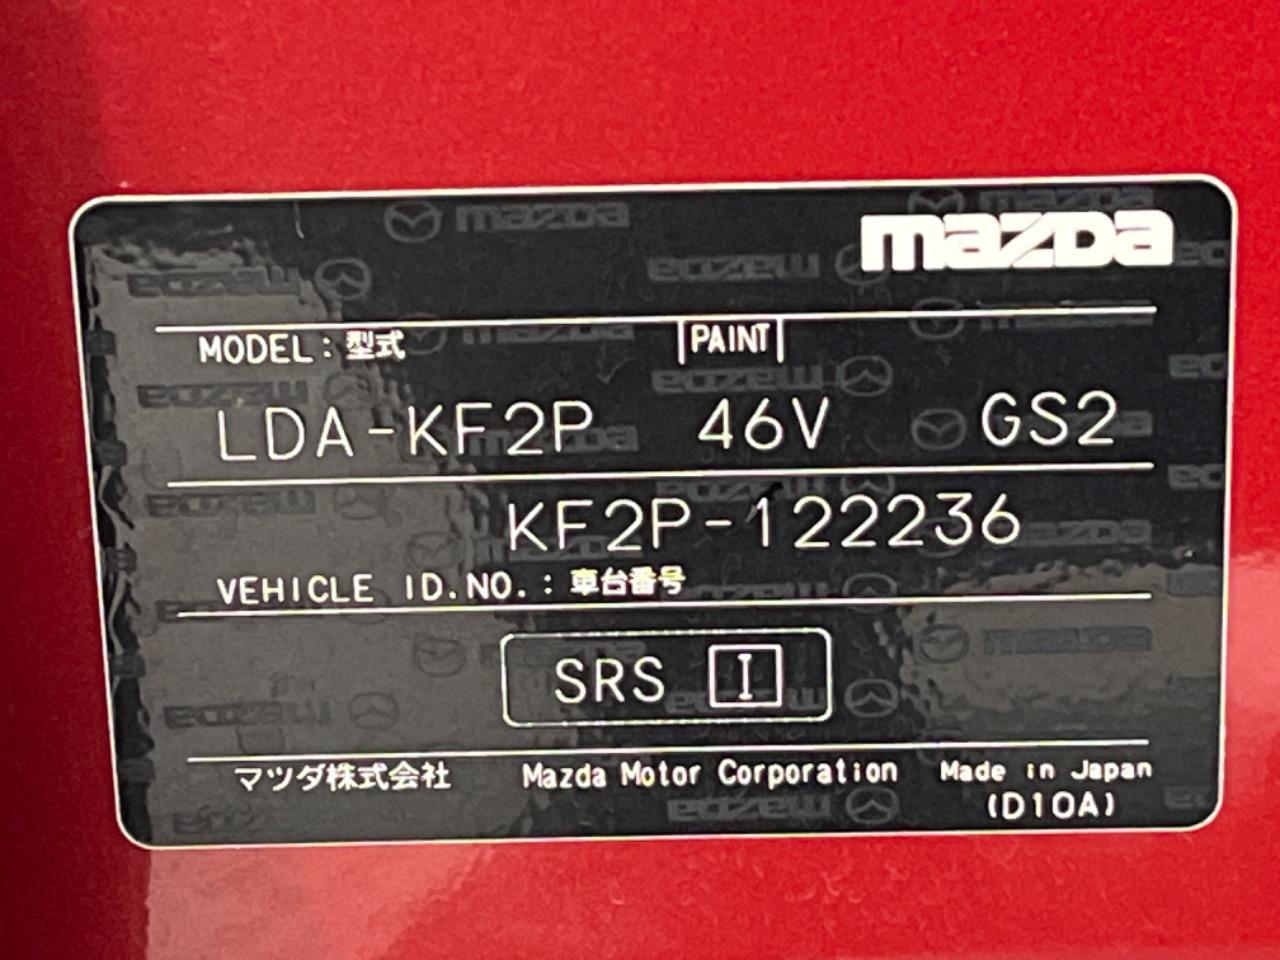 mazda
MODEL：型式 PAINT
LDA-KF2P 46V GS2
KF2P-122236
VEHICLE ID.NO.：車台番号
SRS I
マツダ株式会社 Mazda Motor Corporation Made in Japan
(D10A)